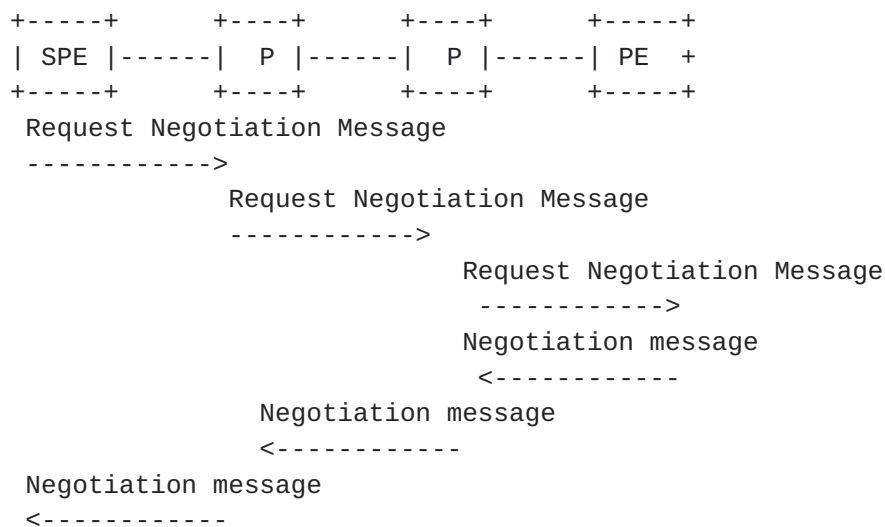 +-----+      +----+      +----+      +-----+
| SPE |------|  P |------|  P |------| PE  +
+-----+      +----+      +----+      +-----+
 Request Negotiation Message
 ------------>
              Request Negotiation Message
              ------------>
                             Request Negotiation Message
                              ------------>
                             Negotiation message
                              <------------
                Negotiation message
                <------------
 Negotiation message
 <-------------